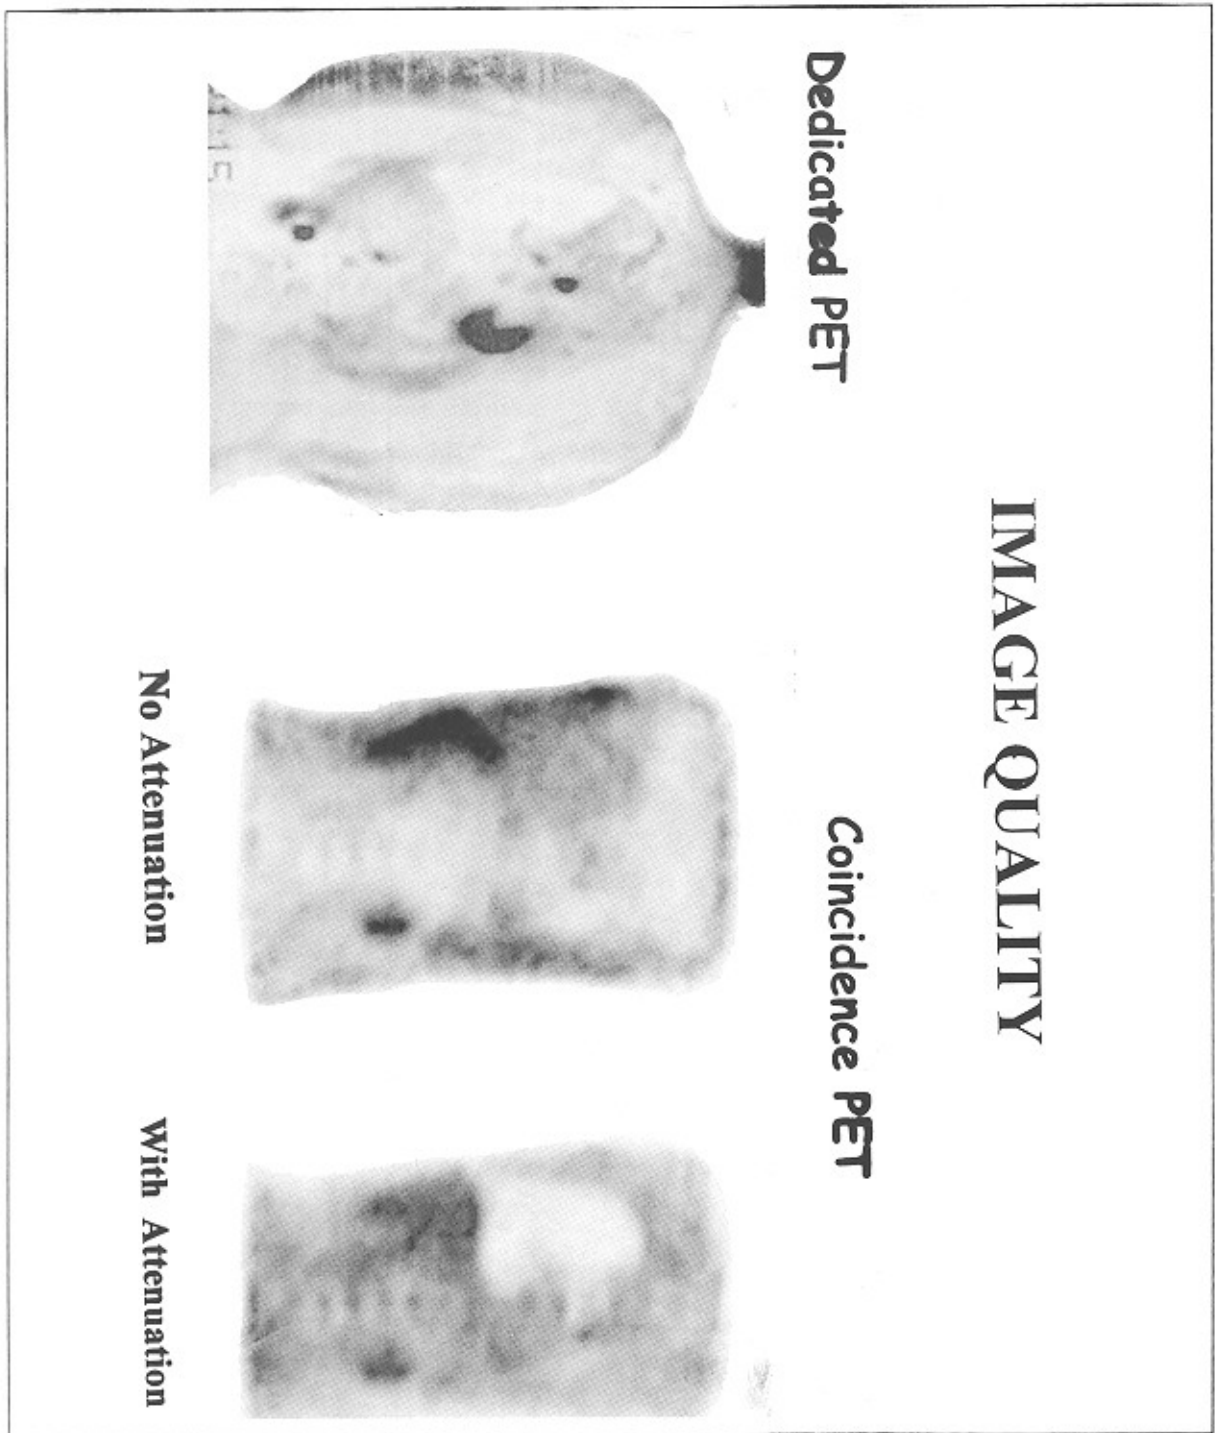 IMAGE QUALITY
Dedicated PET
Coincidence PET
No Attenuation
With Attenuation